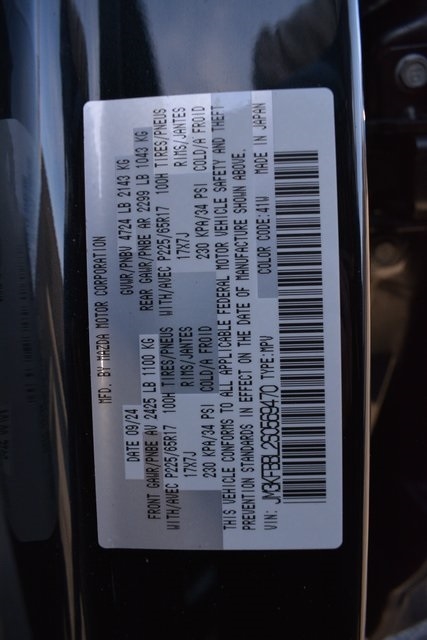 MFD. BY MAZDA MOTOR CORPORATION
DATE 09/24 GVWR/PNBV 4724 LB 2143 KG
FRONT GAWR/PNBE AV 2425 LB 1100 KG REAR GAWR/PNBE AR 2299 LB 1043 KG
WITH/AVEC P225/65R17 100H TIRES/PNEUS WITH/AVEC P225/65R17 100H TIRES/PNEUS
17X7J RIMS/JANTES 17X7J RIMS/JANTES
230 KPA/34 PSI COLD/A FROID 230 KPA/34 PSI COLD/A FROID
THIS VEHICLE CONFORMS TO ALL APPLICABLE FEDERAL MOTOR VEHICLE SAFETY AND THEFT
PREVENTION STANDARDS IN EFFECT ON THE DATE OF MANUFACTURE SHOWN ABOVE.
COLOR CODE:41W MADE IN JAPAN
VIN: JM3KFBBL2S0569470 TYPE:MPV